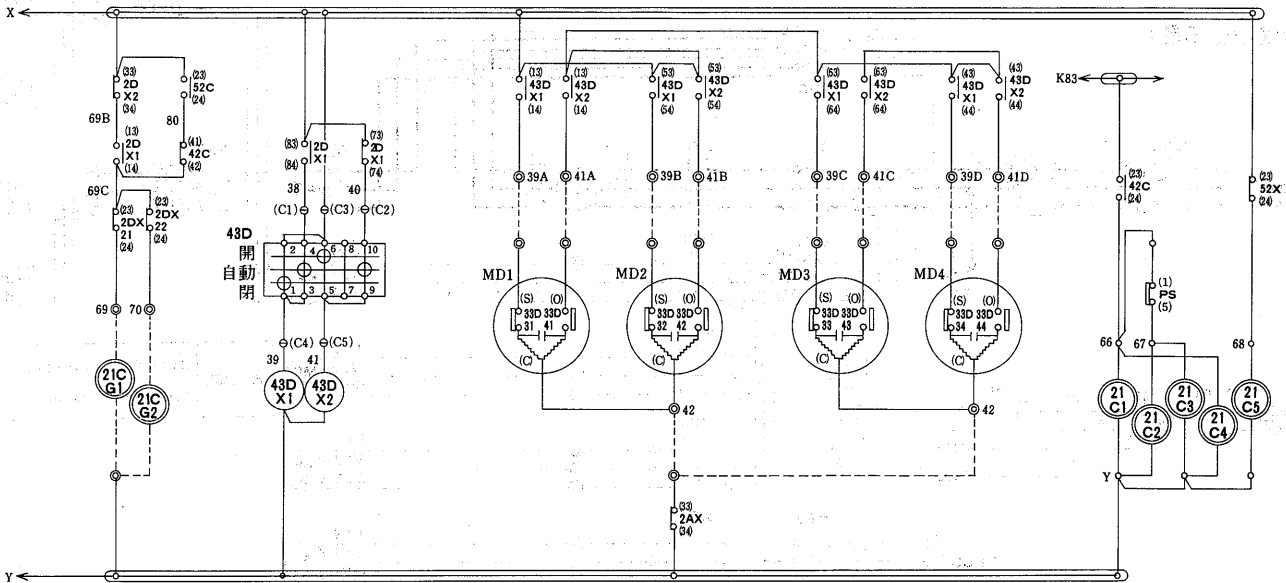 X
(33)
2D
X2
(34)
(23)
52C
(24)
69B
80
(13)
2D
X1
(14)
(41)
42C
(42)
69C
(23)
2DX
21
(24)
(23)
2DX
22
(24)
69
70
21C
G1
21C
G2
(83)
2D
X1
(84)
(73)
2D
X1
(74)
38
40
(C1)
(C3)
(C2)
43D
開
自動
閉
2 4 6 8 10
1 3 5 7 9
(C4)
(C5)
39
41
43D
X1
43D
X2
(13)
43D
X1
(14)
(13)
43D
X2
(14)
(53)
43D
X1
(54)
(53)
43D
X2
(54)
(63)
43D
X1
(64)
(63)
43D
X2
(64)
(43)
43D
X1
(44)
(43)
43D
X2
(44)
39A
41A
39B
41B
39C
41C
39D
41D
MD1
(S) (O)
33D 33D
31 41
(C)
MD2
(S) (O)
33D 33D
32 42
(C)
MD3
(S) (O)
33D 33D
33 43
(C)
MD4
(S) (O)
33D 33D
34 44
(C)
42
42
(33)
2AX
(34)
K83
(23)
42C
(24)
(23)
52X
(24)
(1)
PS
(5)
66
67
68
21
C1
21
C2
21
C3
21
C4
21
C5
Y
Y